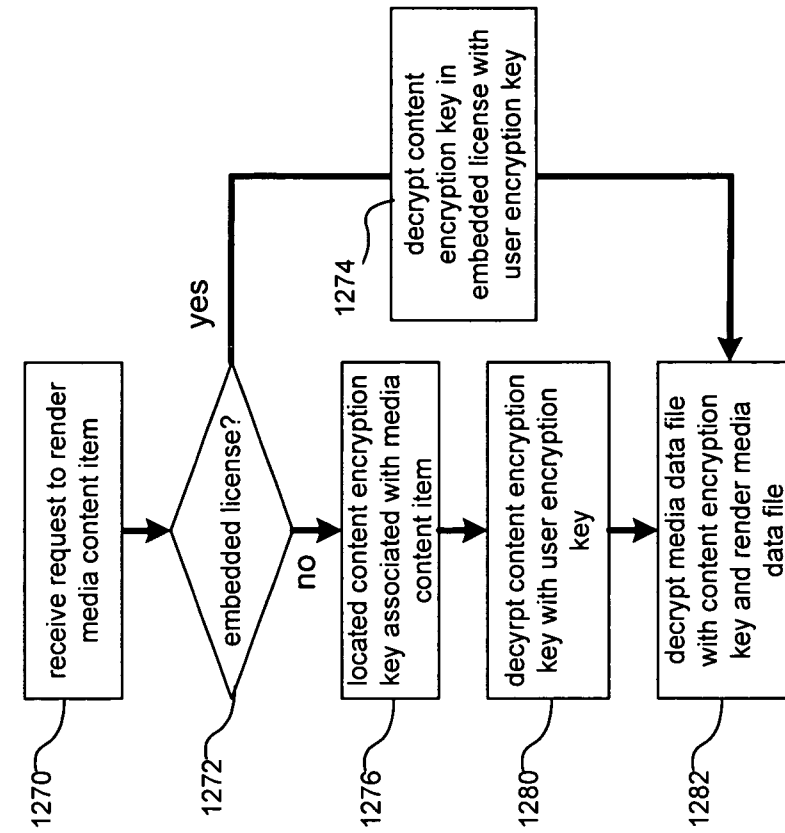 1270
receive request to render
media content item
1272
embedded license?
yes
no
1274
decrypt content
encryption key in
embedded license with
user encryption key
1276
located content encryption
key associated with media
content item
1280
decyrpt content encryption
key with user encryption
key
1282
decrypt media data file
with content encryption
key and render media
data file